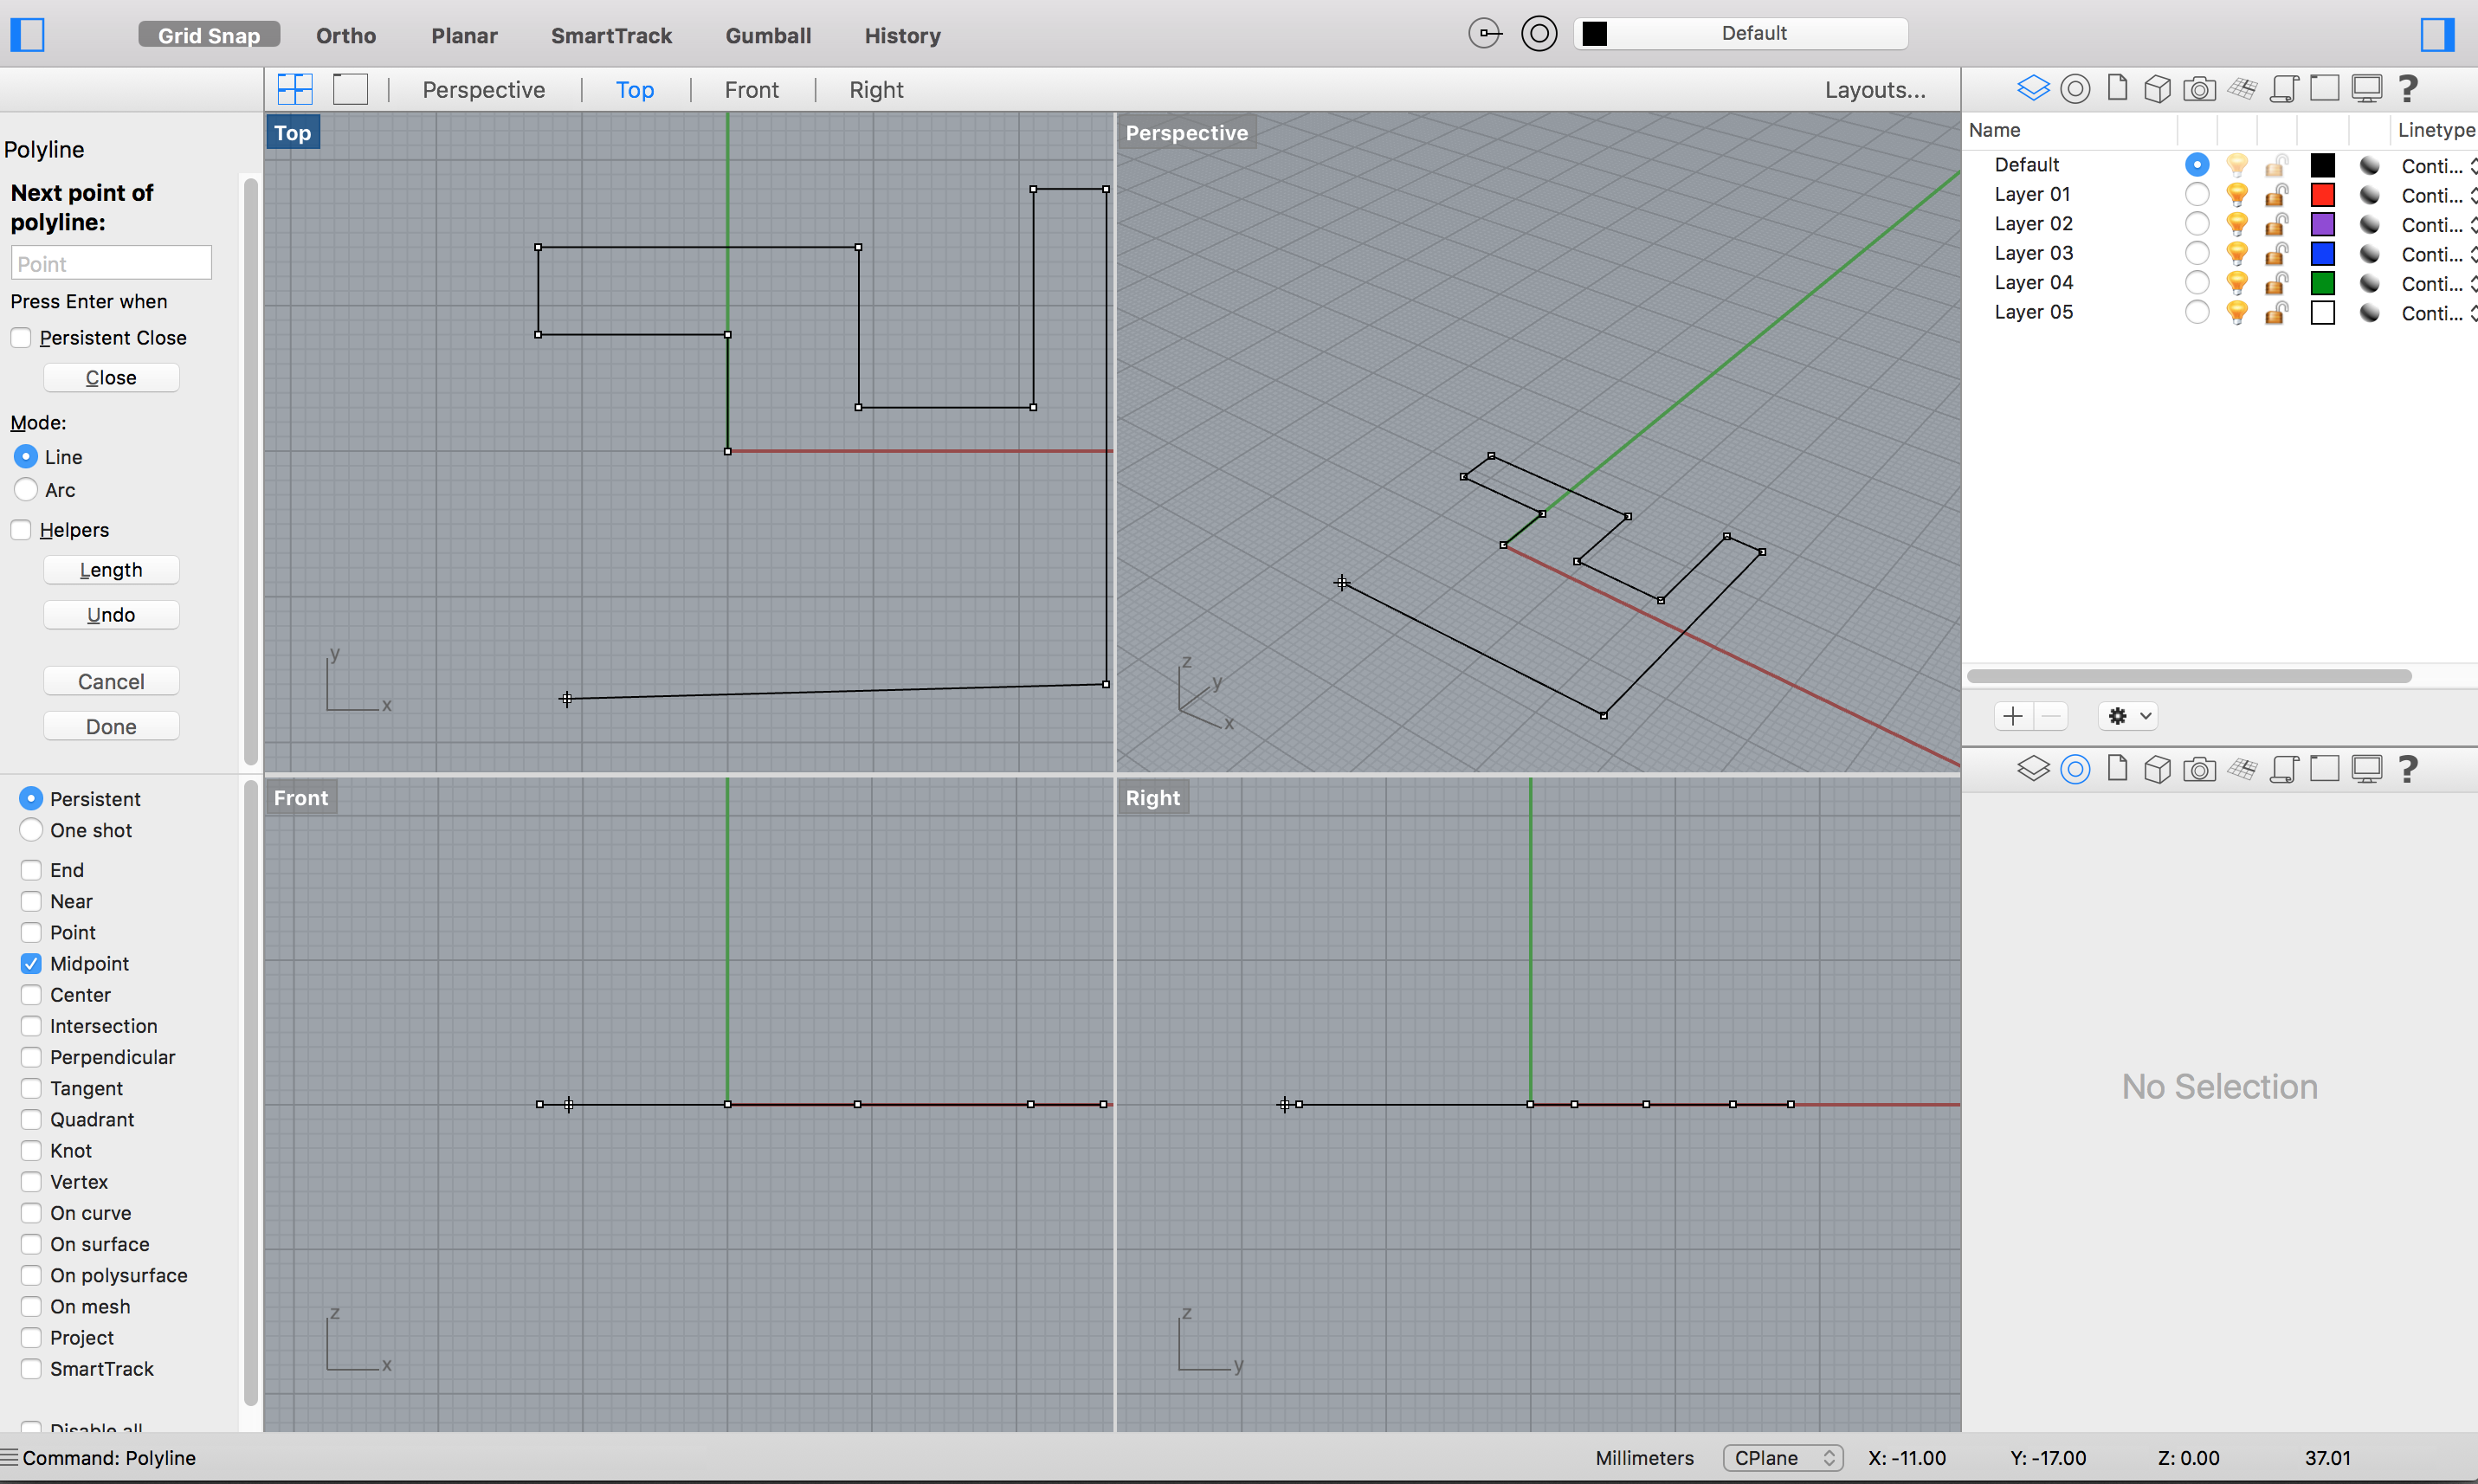 Grid Snap Ortho Planar SmartTrack Gumball History Default
Perspective Top Front Right Layouts...
Polyline
Next point of
polyline:
Point
Press Enter when
Persistent Close
Close
Mode:
Line
Arc
Helpers
Length
Undo
Cancel
Done
Persistent
One shot
End
Near
Point
Midpoint
Center
Intersection
Perpendicular
Tangent
Quadrant
Knot
Vertex
On curve
On surface
On polysurface
On mesh
Project
SmartTrack
Disable all
Top
y
x
Perspective
z
y
x
Front
z
x
Right
z
y
Name Linetype
Default Conti...
Layer 01 Conti...
Layer 02 Conti...
Layer 03 Conti...
Layer 04 Conti...
Layer 05 Conti...
?
?
No Selection
Command: Polyline Millimeters CPlane X: -11.00 Y: -17.00 Z: 0.00 37.01